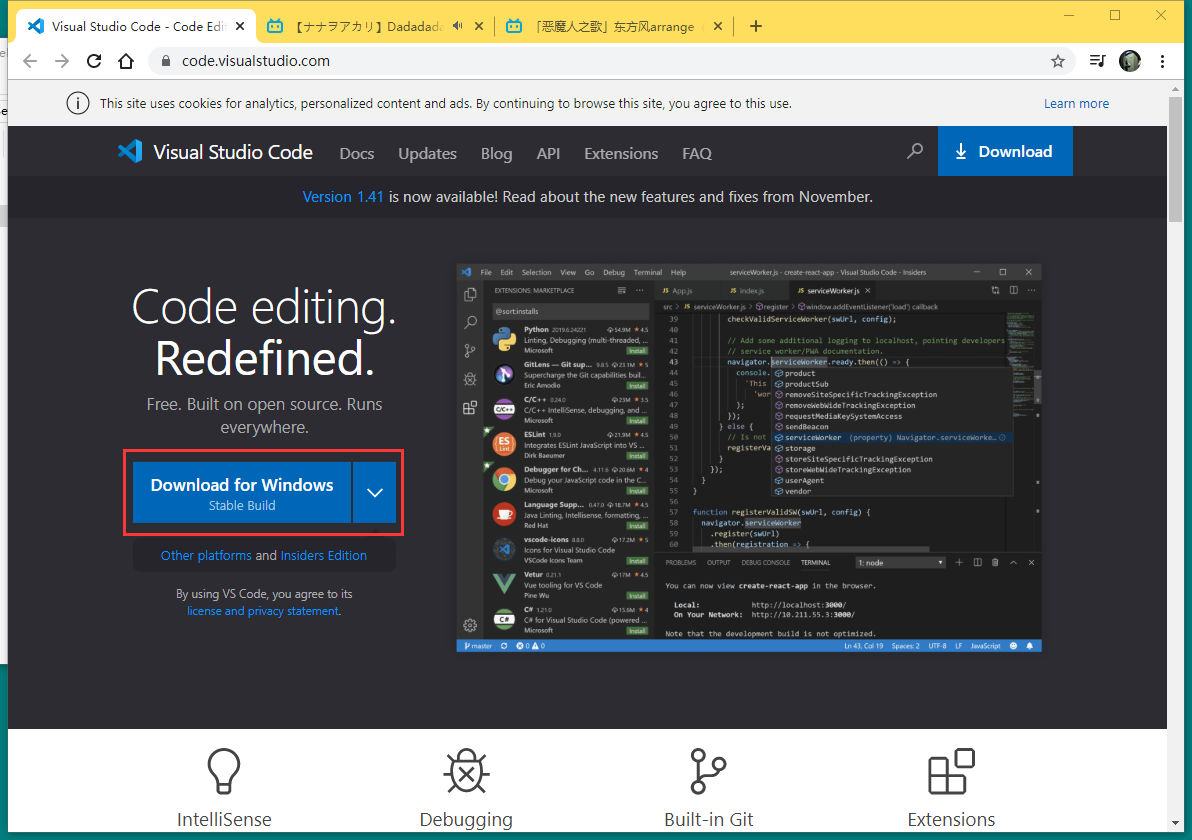 Visual Studio Code - Code Edi
【ナナヲアカリ】Dadadada
「恶魔人之歌」东方风arrange
code.visualstudio.com
This site uses cookies for analytics, personalized content and ads. By continuing to browse this site, you agree to this use.
Learn more
Visual Studio Code
Docs
Updates
Blog
API
Extensions
FAQ
Download
Version 1.41 is now available! Read about the new features and fixes from November.
Code editing.
Redefined.
Free. Built on open source. Runs
everywhere.
Download for Windows
Stable Build
Other platforms and Insiders Edition
By using VS Code, you agree to its
license and privacy statement.
File Edit Selection View Go Debug Terminal Help
serviceWorker.js - create-react-app - Visual Studio Code - Insiders
EXTENSIONS: MARKETPLACE
@sort:installs
Python 2019.6.24221 54.9M 4.5
Linting, Debugging (multi-threaded, ...
Microsoft Install
GitLens — Git sup... 9.8.5 23.1M 5
Supercharge the Git capabilities buil...
Eric Amodio Install
C/C++ 0.24.0 23M 3.5
C/C++ IntelliSense, debugging, and ...
Microsoft Install
ESLint 1.9.0 21.9M 4.5
Integrates ESLint JavaScript into VS ...
Dirk Baeumer Install
Debugger for Ch... 4.11.6 20.6M 4
Debug your JavaScript code in the C...
Microsoft Install
Language Supp... 0.47.0 18.7M 4.5
Java Linting, Intellisense, formatting, ...
Red Hat Install
vscode-icons 8.8.0 17.2M 5
Icons for Visual Studio Code
VSCode Icons Team Install
Vetur 0.21.1 17M 4.5
Vue tooling for VS Code
Pine Wu Install
C# 1.21.0 15.6M 4
C# for Visual Studio Code (powered ...
Microsoft Install
JS App.js
JS index.js
JS serviceWorker.js
src > JS serviceWorker.js > register > window.addEventListener('load') callback
39 checkValidServiceWorker(swUrl, config);
40
41 // Add some additional logging to localhost, pointing developers
42 // service worker/PWA documentation.
43 navigator.serviceWorker.ready.then(() => {
44 console.
45 'This
46 'wor
47 );
48 });
49 } else {
50 // Is not
51 registerVa
52 }
53 });
54 }
55 }
56
57 function registerValidSW(swUrl, config) {
58 navigator.serviceWorker
59 .register(swUrl)
60 .then(registration => {
product
productSub
removeSiteSpecificTrackingException
removeWebWideTrackingException
requestMediaKeySystemAccess
sendBeacon
serviceWorker (property) Navigator.serviceWorke...
storage
storeSiteSpecificTrackingException
storeWebWideTrackingException
userAgent
vendor
PROBLEMS OUTPUT DEBUG CONSOLE TERMINAL 1: node
You can now view create-react-app in the browser.
Local: http://localhost:3000/
On Your Network: http://10.211.55.3:3000/
Note that the development build is not optimized.
master 0 0 Ln 43, Col 19 Spaces: 2 UTF-8 LF JavaScript
IntelliSense
Debugging
Built-in Git
Extensions